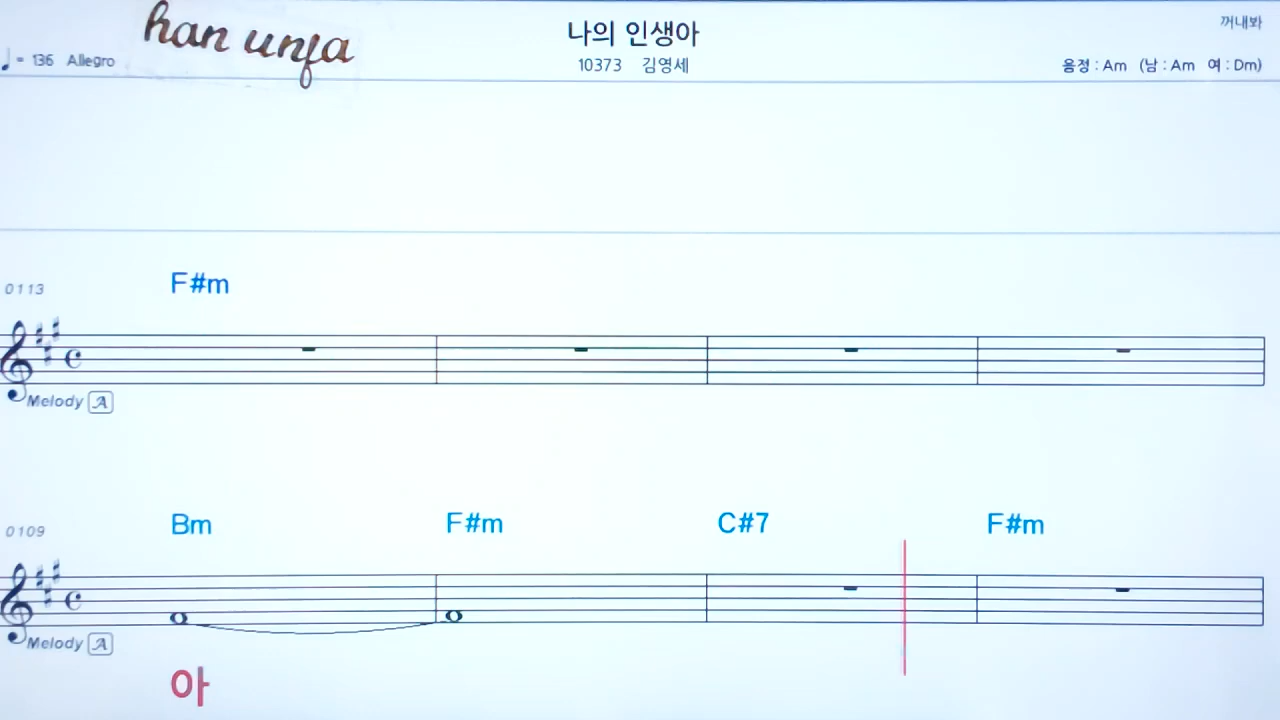 han unfa
나의 인생아
꺼내봐
♩= 136 Allegro
10373 김영세
음정 : Am (남 : Am 여 : Dm)
F#m
0113
Melody A
Bm F#m C#7 F#m
0109
Melody A
아